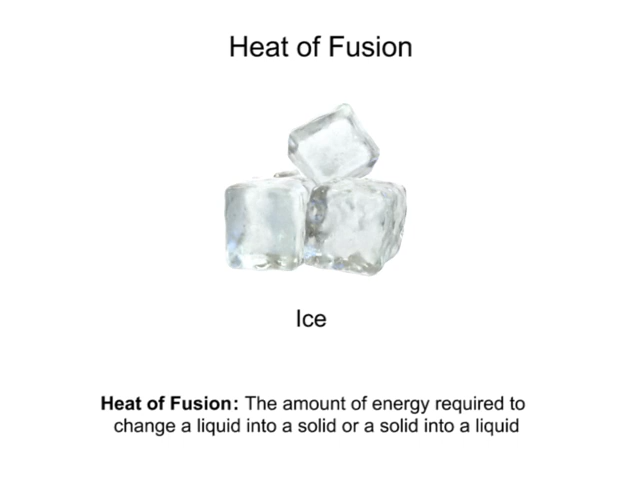 Heat of Fusion
Ice
Heat of Fusion: The amount of energy required to
change a liquid into a solid or a solid into a liquid